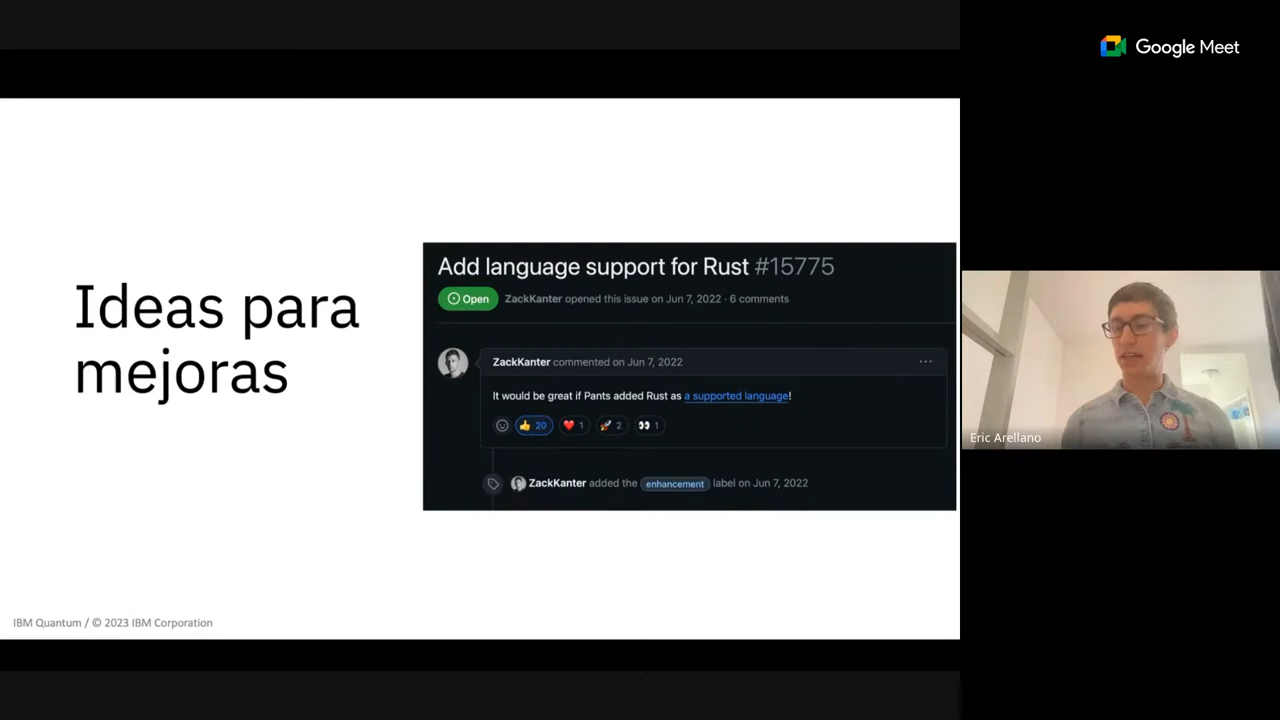 Google Meet
Ideas para
mejoras
Add language support for Rust #15775
Open ZackKanter opened this issue on Jun 7, 2022 · 6 comments
ZackKanter commented on Jun 7, 2022 ···
It would be great if Pants added Rust as a supported language!
👍 20 ❤️ 1 🚀 2 👀 1
ZackKanter added the enhancement label on Jun 7, 2022
IBM Quantum / © 2023 IBM Corporation
Eric Arellano